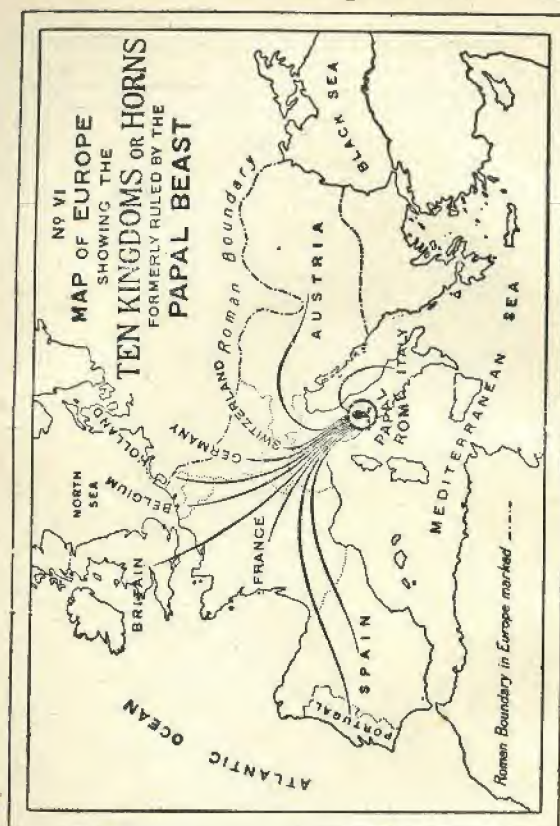 Nº VI
MAP OF EUROPE
SHOWING THE
TEN KINGDOMS OR HORNS
FORMERLY RULED BY THE
PAPAL BEAST
NORTH
SEA
BLACK SEA
Roman Boundary
HOLLAND
BELGIUM
GERMANY
SWITZERLAND
AUSTRIA
BRITAIN
FRANCE
ITALY
PAPAL
ROME
SPAIN
PORTUGAL
ATLANTIC OCEAN
MEDITERRANEAN SEA
Roman Boundary in Europe marked